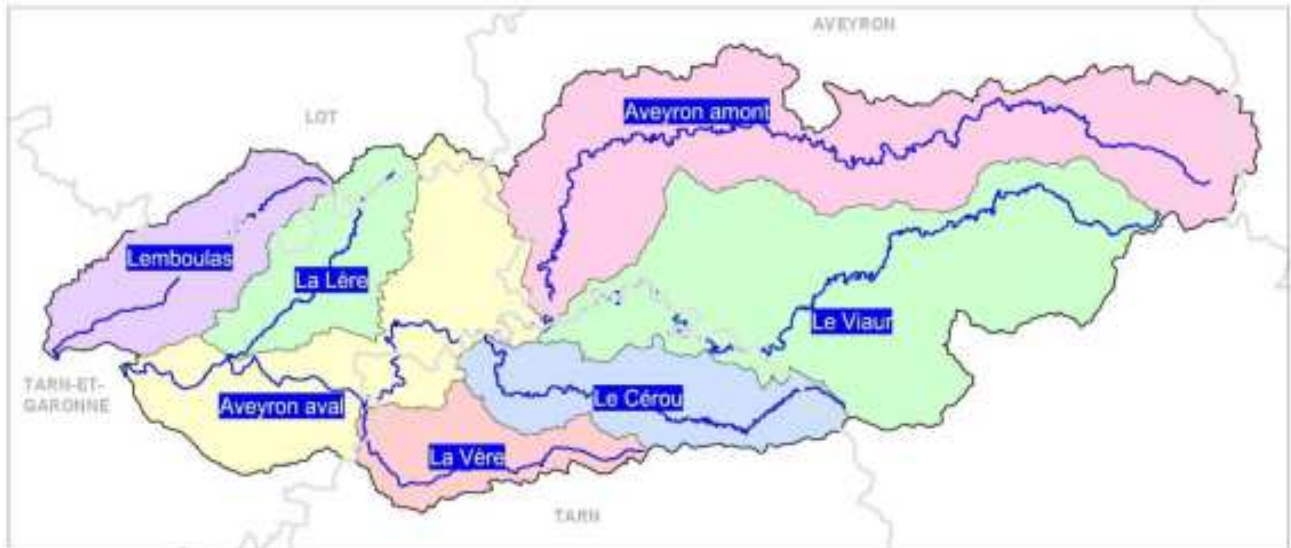 AVEYRON
Aveyron amont
LOT
Lemboulas
La Lère
Le Viaur
TARN-ET-
GARONNE
Aveyron aval
Le Cérou
La Vère
TARN